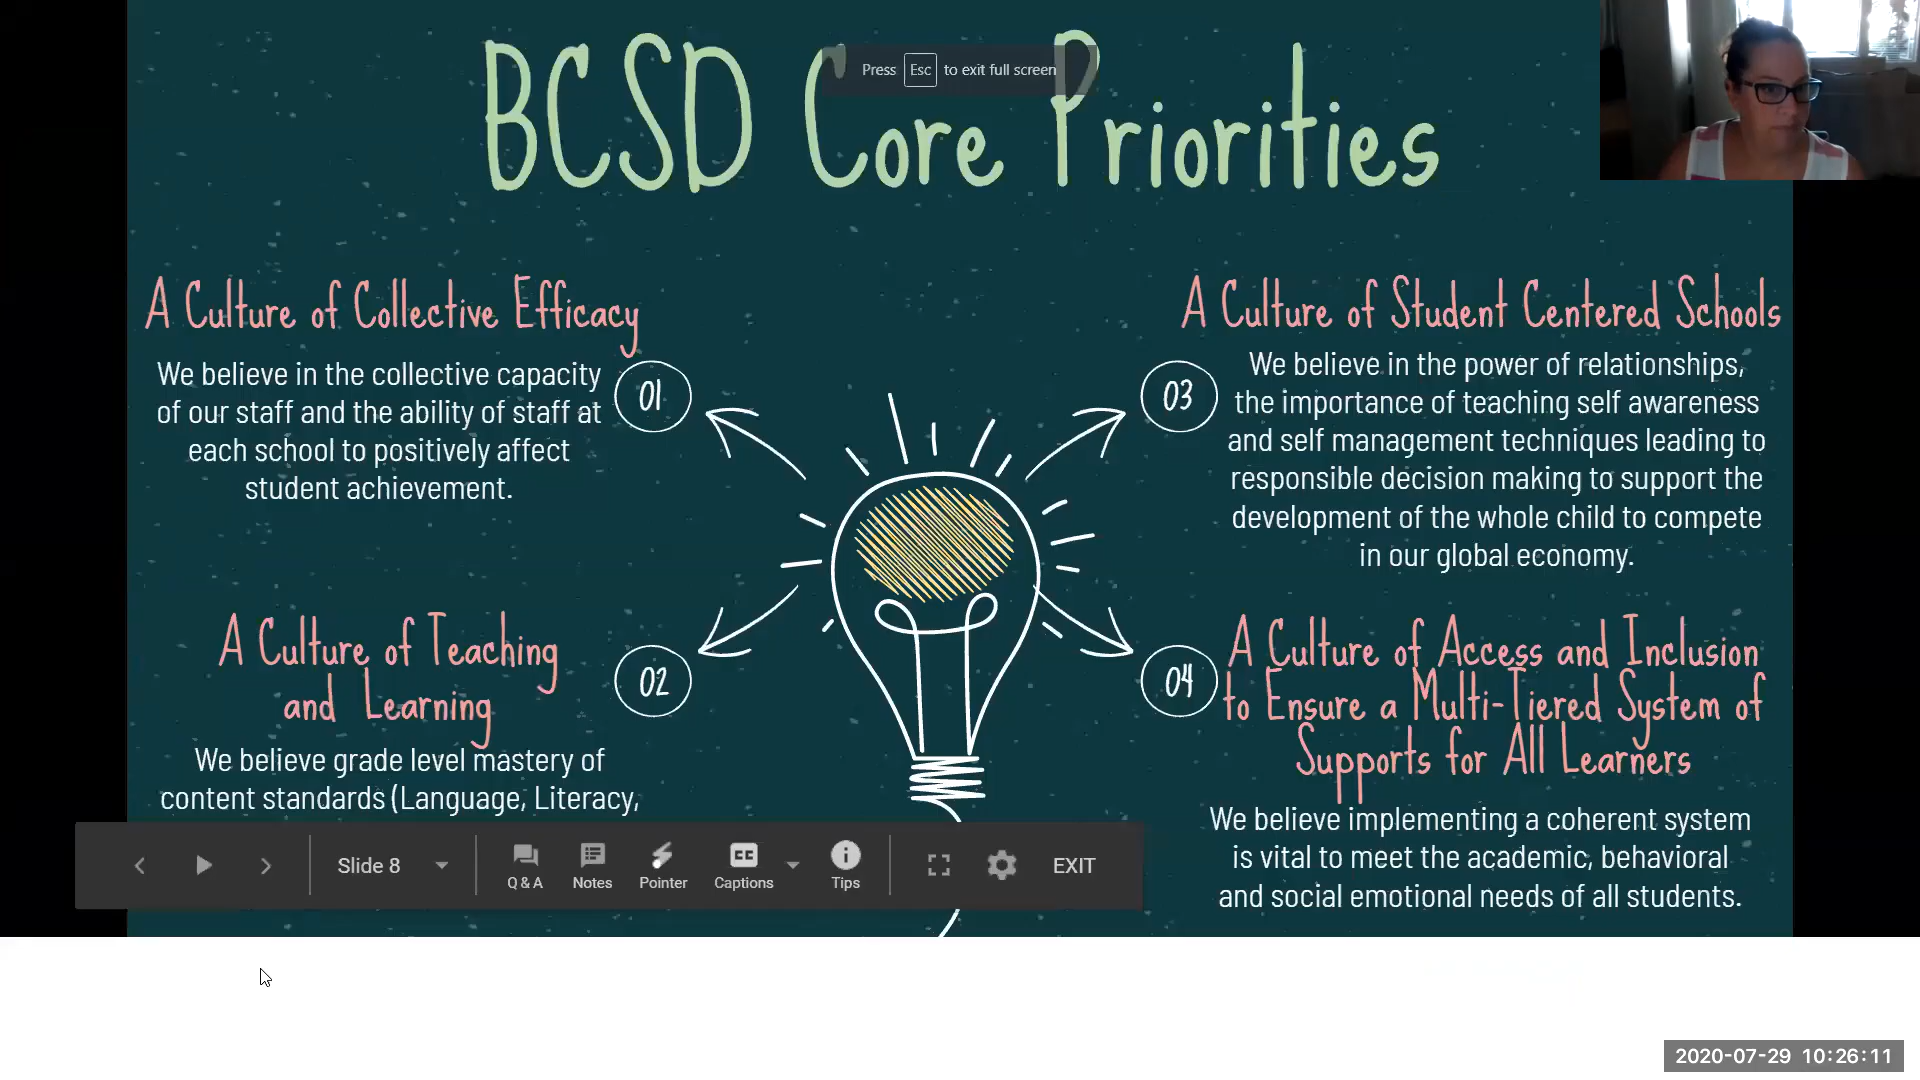 BCSD Core Priorities
Press Esc to exit full screen
A Culture of Collective Efficacy
01
We believe in the collective capacity
of our staff and the ability of staff at
each school to positively affect
student achievement.
A Culture of Teaching
and Learning
02
We believe grade level mastery of
content standards (Language, Literacy,
A Culture of Student Centered Schools
03
We believe in the power of relationships,
the importance of teaching self awareness
and self management techniques leading to
responsible decision making to support the
development of the whole child to compete
in our global economy.
04
A Culture of Access and Inclusion
to Ensure a Multi-Tiered System of
Supports for All Learners
We believe implementing a coherent system
is vital to meet the academic, behavioral
and social emotional needs of all students.
Slide 8
Q & A
Notes
Pointer
CC
Captions
Tips
EXIT
2020-07-29 10:26:11